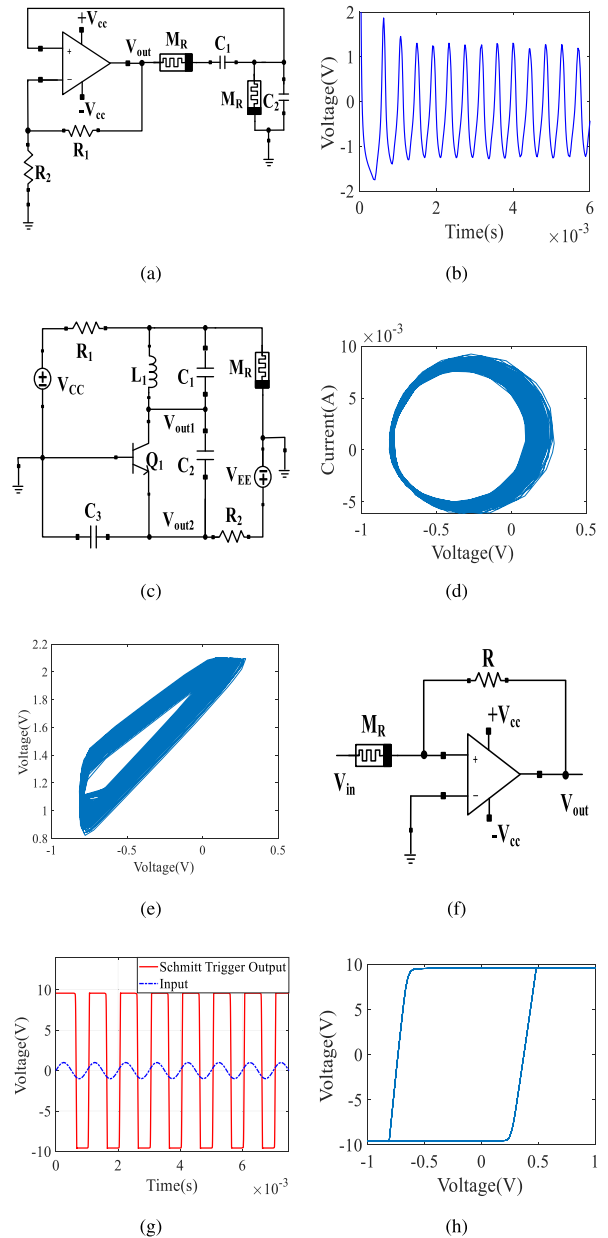 +Vcc
Vout
MR
C1
+
−
-Vcc
MR
C2
R1
R2
(a)
2
1
0
-1
-2
0
2
4
6
Voltage(V)
Time(s)
×10-3
(b)
R1
VCC
L1
C1
MR
Vout1
Q1
C2
VEE
C3
Vout2
R2
(c)
×10-3
10
5
0
-5
-1
-0.5
0
0.5
Current(A)
Voltage(V)
(d)
2.2
2
1.8
1.6
1.4
1.2
1
0.8
-1
-0.5
0
0.5
Voltage(V)
Voltage(V)
(e)
R
MR
+Vcc
Vin
+
−
Vout
-Vcc
(f)
Schmitt Trigger Output
Input
10
5
0
-5
-10
0
2
4
6
Voltage(V)
Time(s)
×10-3
(g)
10
5
0
-5
-10
-1
-0.5
0
0.5
1
Voltage(V)
Voltage(V)
(h)